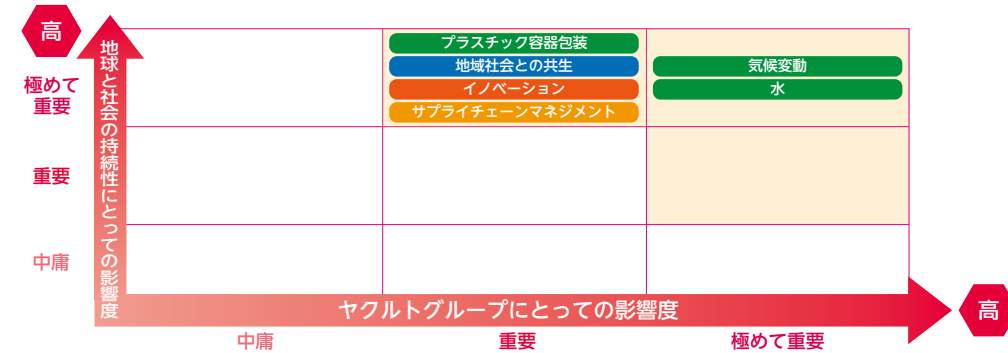 高
極めて
重要
重要
中庸
地球と社会の持続性にとっての影響度
プラスチック容器包装
地域社会との共生
イノベーション
サプライチェーンマネジメント
気候変動
水
ヤクルトグループにとっての影響度
高
中庸
重要
極めて重要